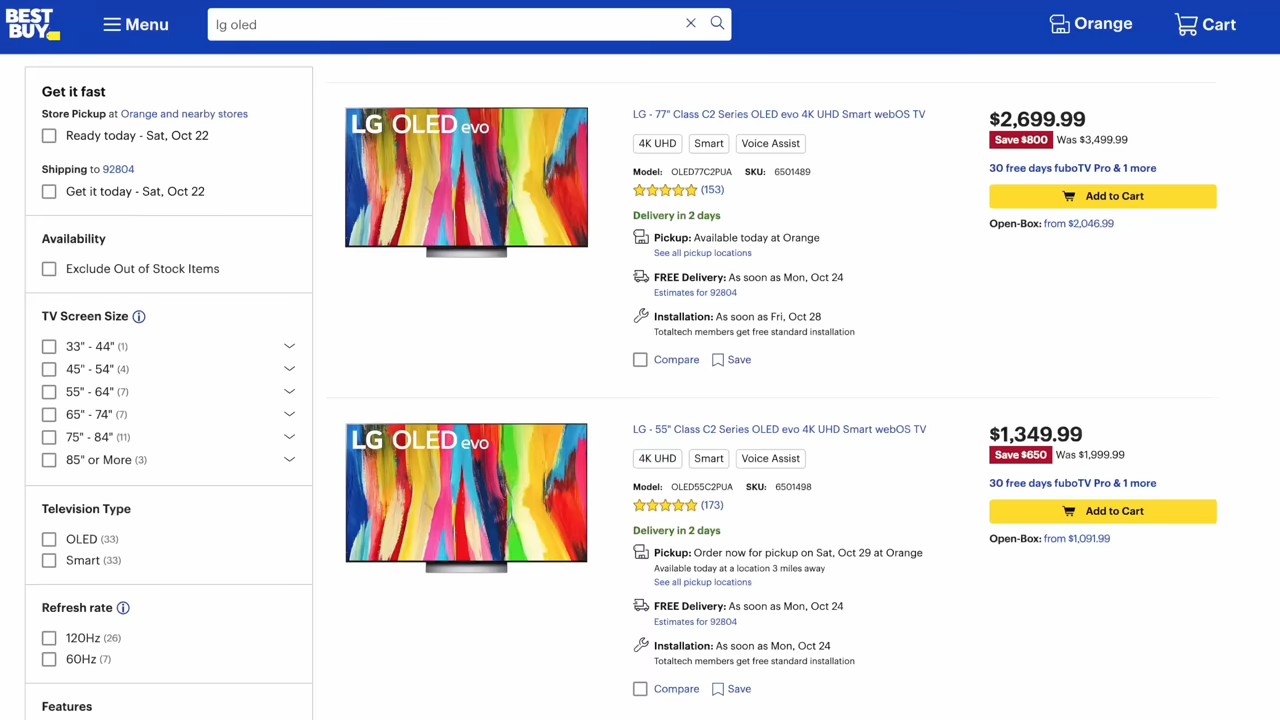 BEST BUY
Menu
lg oled
Orange
Cart
Get it fast
Store Pickup at Orange and nearby stores
Ready today - Sat, Oct 22
Shipping to 92804
Get it today - Sat, Oct 22
Availability
Exclude Out of Stock Items
TV Screen Size
33" - 44" (1)
45" - 54" (4)
55" - 64" (7)
65" - 74" (7)
75" - 84" (11)
85" or More (3)
Television Type
OLED (33)
Smart (33)
Refresh rate
120Hz (26)
60Hz (7)
Features
LG OLED evo
LG - 77" Class C2 Series OLED evo 4K UHD Smart webOS TV
4K UHD Smart Voice Assist
Model: OLED77C2PUA SKU: 6501489
(153)
Delivery in 2 days
Pickup: Available today at Orange
See all pickup locations
FREE Delivery: As soon as Mon, Oct 24
Estimates for 92804
Installation: As soon as Fri, Oct 28
Totaltech members get free standard installation
Compare Save
$2,699.99
Save $800 Was $3,499.99
30 free days fuboTV Pro & 1 more
Add to Cart
Open-Box: from $2,046.99
LG OLED evo
LG - 55" Class C2 Series OLED evo 4K UHD Smart webOS TV
4K UHD Smart Voice Assist
Model: OLED55C2PUA SKU: 6501498
(173)
Delivery in 2 days
Pickup: Order now for pickup on Sat, Oct 29 at Orange
Available today at a location 3 miles away
See all pickup locations
FREE Delivery: As soon as Mon, Oct 24
Estimates for 92804
Installation: As soon as Mon, Oct 24
Totaltech members get free standard installation
Compare Save
$1,349.99
Save $650 Was $1,999.99
30 free days fuboTV Pro & 1 more
Add to Cart
Open-Box: from $1,091.99